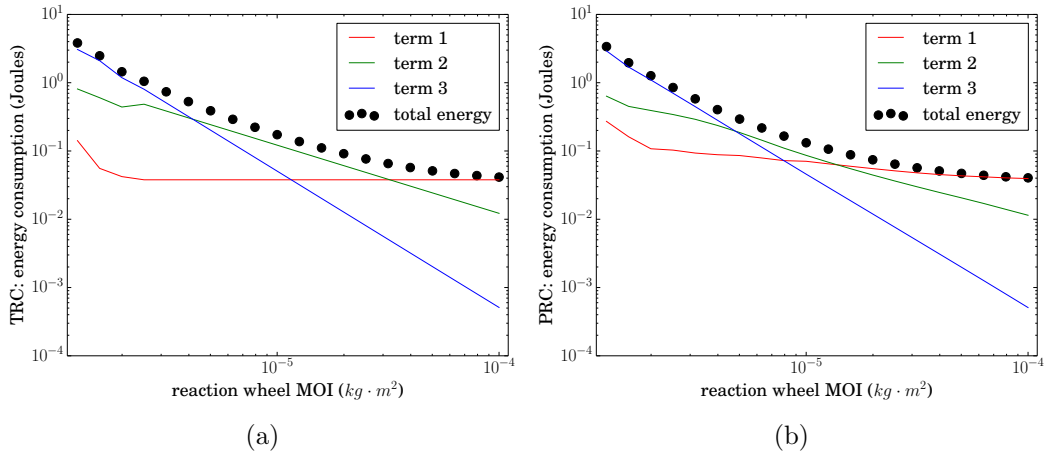 TRC: energy consumption (Joules)
10^1
10^0
10^{-1}
10^{-2}
10^{-3}
10^{-4}
term 1
term 2
term 3
total energy
10^{-5}
10^{-4}
reaction wheel MOI (kg · m^2)
(a)
PRC: energy consumption (Joules)
10^1
10^0
10^{-1}
10^{-2}
10^{-3}
10^{-4}
term 1
term 2
term 3
total energy
10^{-5}
10^{-4}
reaction wheel MOI (kg · m^2)
(b)